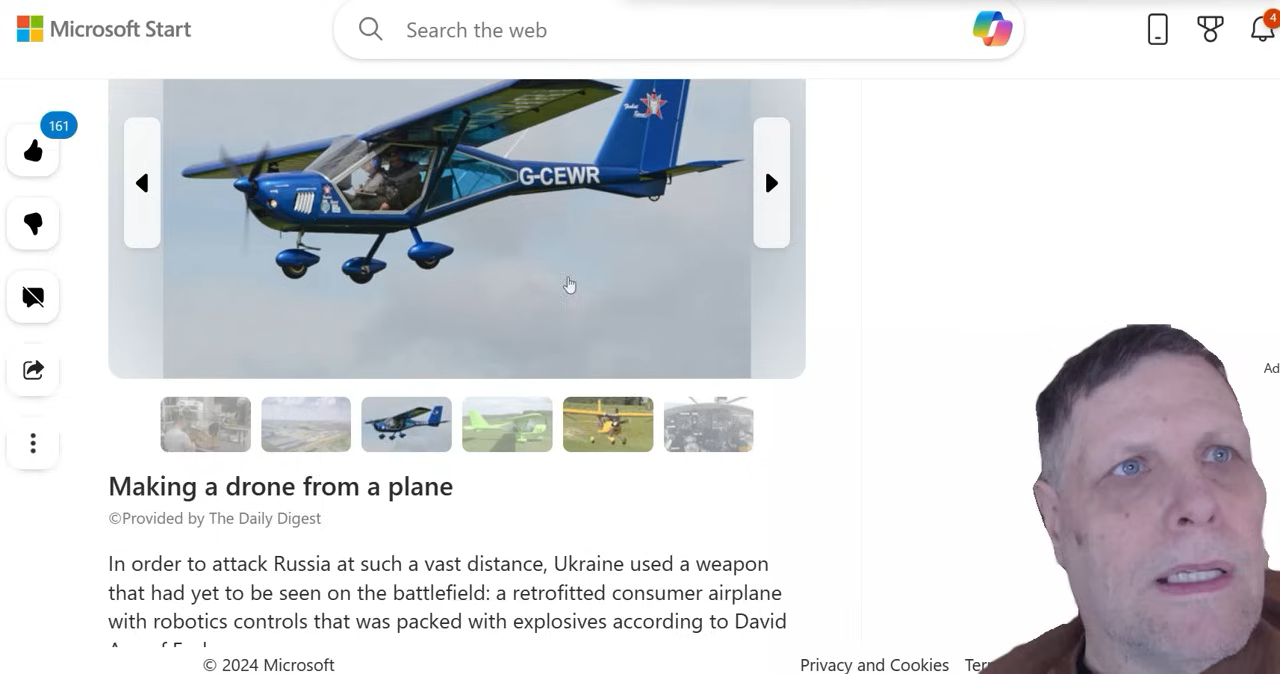 Microsoft Start
Search the web
4
161
G-CEWR
Making a drone from a plane
©Provided by The Daily Digest
In order to attack Russia at such a vast distance, Ukraine used a weapon
that had yet to be seen on the battlefield: a retrofitted consumer airplane
with robotics controls that was packed with explosives according to David
Ad
© 2024 Microsoft
Privacy and Cookies